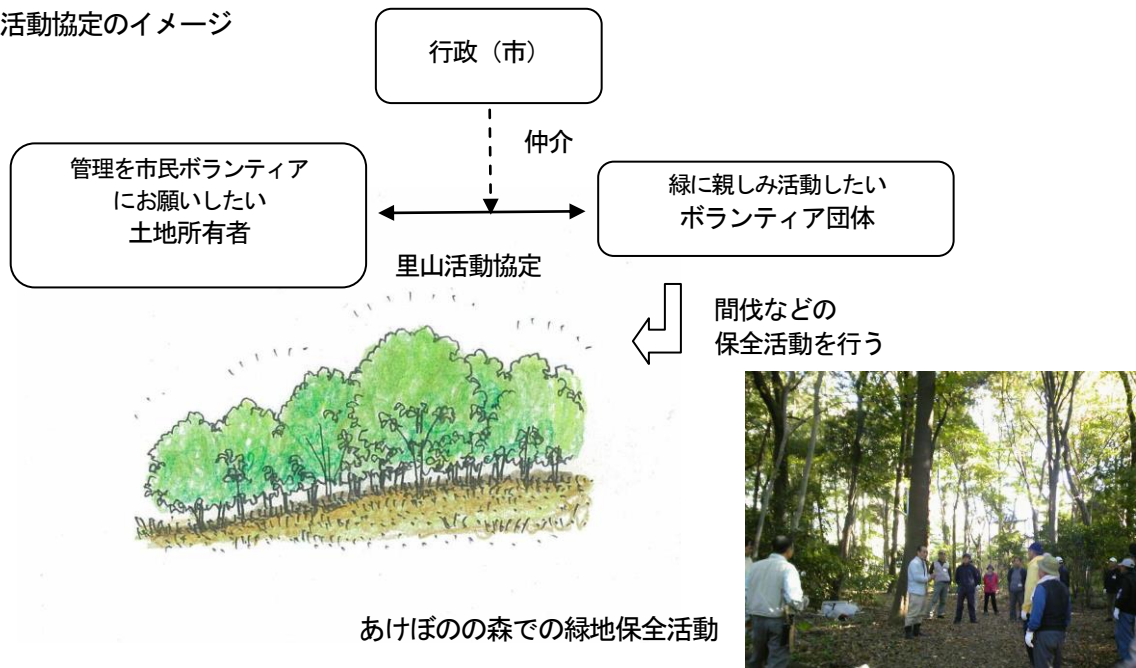 活動協定のイメージ
行政（市）
仲介
管理を市民ボランティア
にお願いしたい
土地所有者
緑に親しみ活動したい
ボランティア団体
里山活動協定
間伐などの
保全活動を行う
あけぼのの森での緑地保全活動